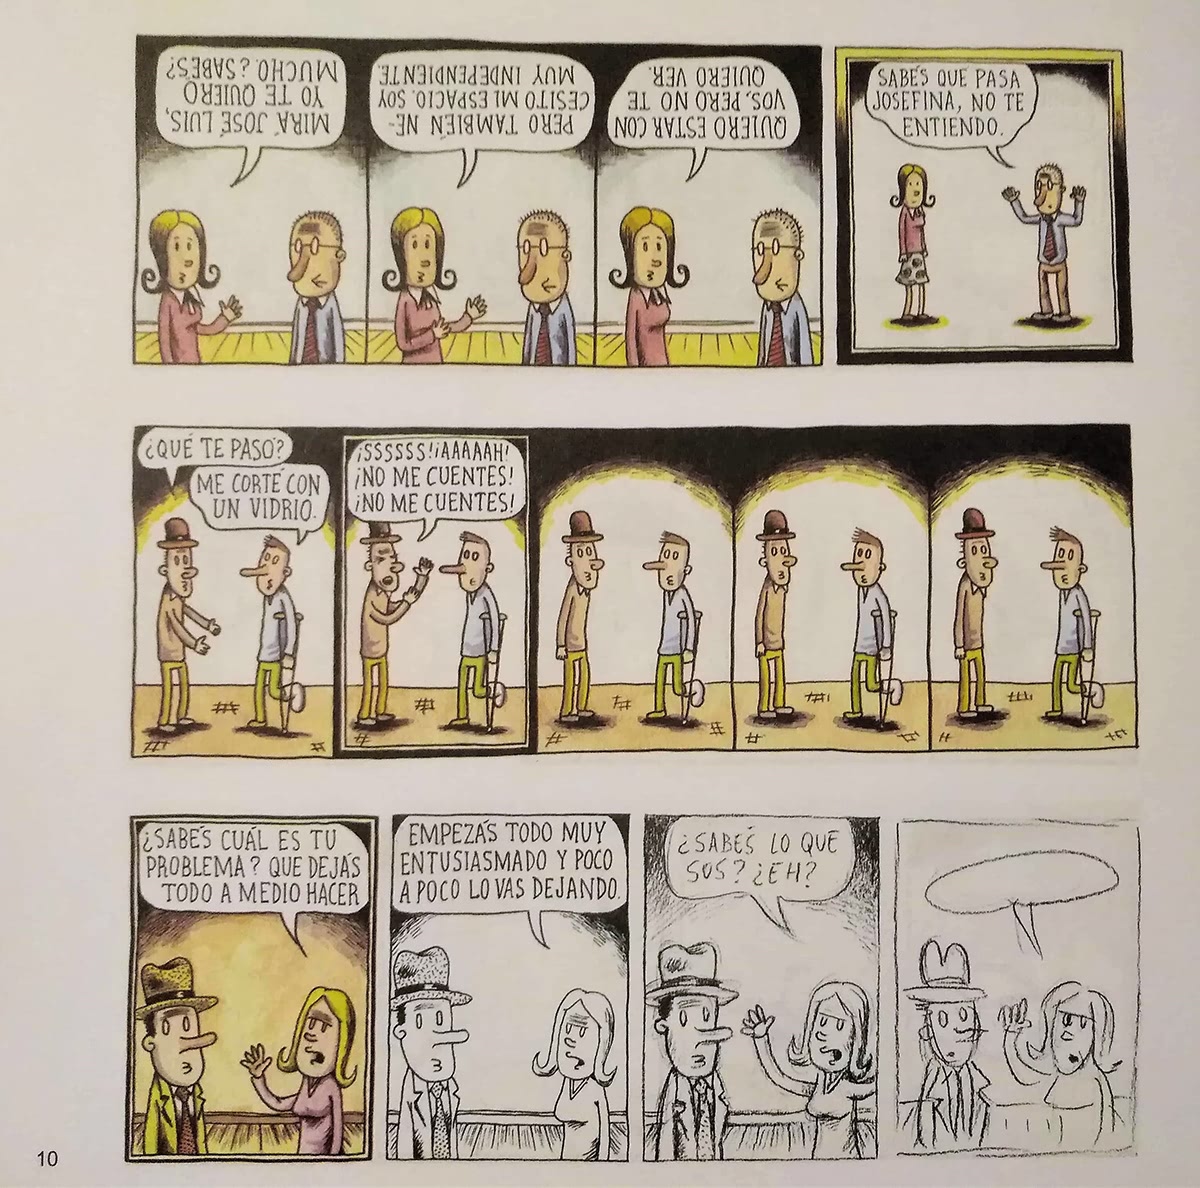 MIRÁ JOSÉ LUIS,
YO TE QUIERO
MUCHO. ¿SABÉS?
PERO TAMBIÉN NE-
CESITO MI ESPACIO. SOY
MUY INDEPENDIENTE.
QUIERO ESTAR CON
VOS, PERO NO TE
QUIERO VER.
SABÉS QUE PASA
JOSEFINA, NO TE
ENTIENDO.
¿QUÉ TE PASÓ?
ME CORTÉ CON
UN VIDRIO.
¡SSSSSS!¡AAAAAH!
¡NO ME CUENTES!
¡NO ME CUENTES!
¿SABÉS CUÁL ES TU
PROBLEMA? QUE DEJÁS
TODO A MEDIO HACER
EMPEZÁS TODO MUY
ENTUSIASMADO Y POCO
A POCO LO VAS DEJANDO.
¿SABÉS LO QUE
SOS? ¿EH?
10